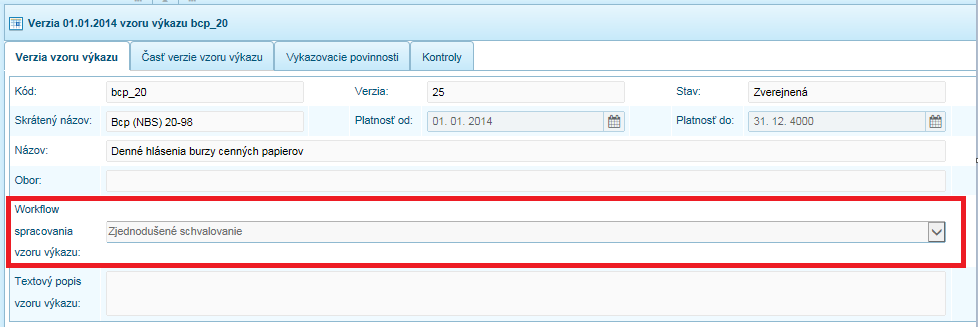 Verzia 01.01.2014 vzoru výkazu bcp_20
Verzia vzoru výkazu Časť verzie vzoru výkazu Vykazovacie povinnosti Kontroly
Kód: bcp_20 Verzia: 25 Stav: Zverejnená
Skrátený názov: Bcp (NBS) 20-98 Platnosť od: 01. 01. 2014 Platnosť do: 31. 12. 4000
Názov: Denné hlásenia burzy cenných papierov
Obor:
Workflow
spracovania Zjednodušené schvalovanie
vzoru výkazu:
Textový popis
vzoru výkazu: